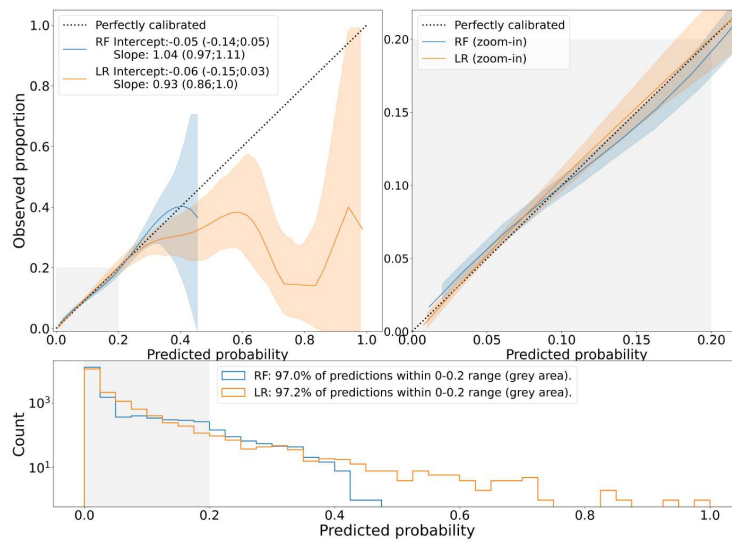 Perfectly calibrated
RF Intercept:-0.05 (-0.14;0.05)
Slope: 1.04 (0.97;1.11)
LR Intercept:-0.06 (-0.15;0.03)
Slope: 0.93 (0.86;1.0)
Observed proportion
1.0
0.8
0.6
0.4
0.2
0.0
0.0 0.2 0.4 0.6 0.8 1.0
Predicted probability
Perfectly calibrated
RF (zoom-in)
LR (zoom-in)
0.20
0.15
0.10
0.05
0.00
0.00 0.05 0.10 0.15 0.20
Predicted probability
RF: 97.0% of predictions within 0-0.2 range (grey area).
LR: 97.2% of predictions within 0-0.2 range (grey area).
Count
10³
10¹
0.0 0.2 0.4 0.6 0.8 1.0
Predicted probability